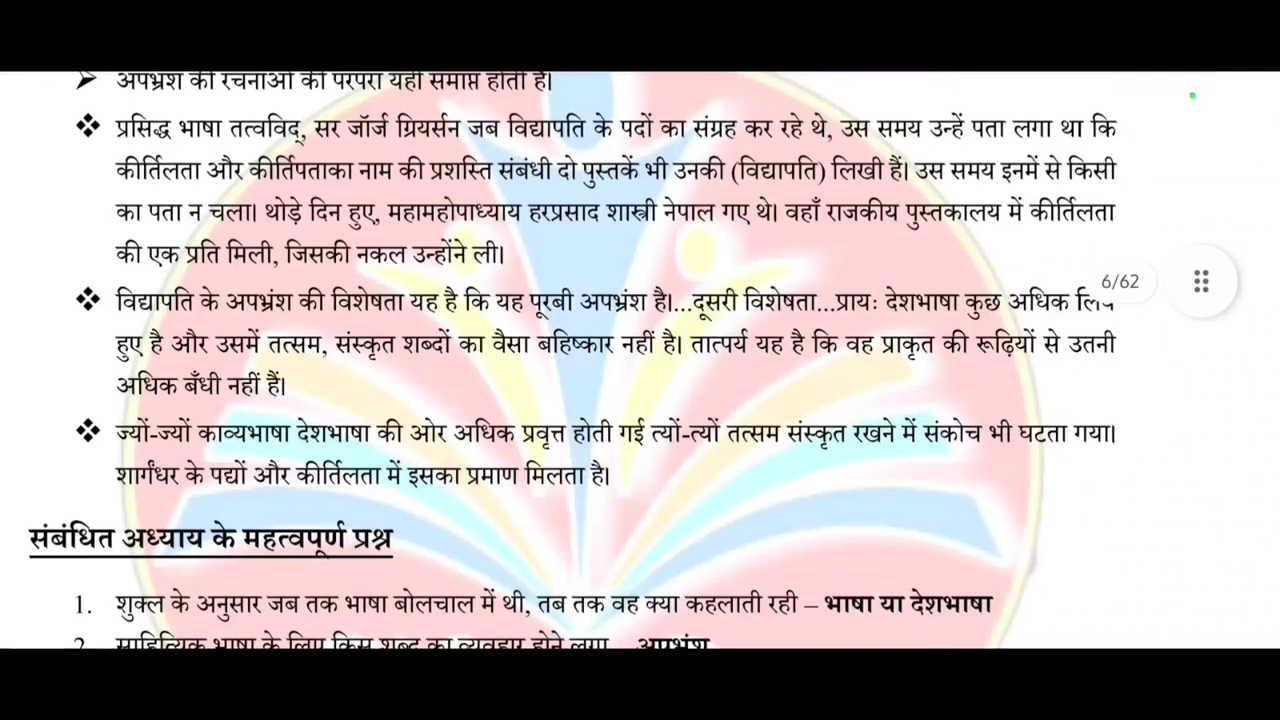 ➤ अपभ्रंश की रचनाओं की परंपरा यहीं समाप्त होती है।
❖ प्रसिद्ध भाषा तत्वविद्, सर जॉर्ज ग्रियर्सन जब विद्यापति के पदों का संग्रह कर रहे थे, उस समय उन्हें पता लगा था कि
कीर्तिलता और कीर्तिपताका नाम की प्रशस्ति संबंधी दो पुस्तकें भी उनकी (विद्यापति) लिखी हैं। उस समय इनमें से किसी
का पता न चला। थोड़े दिन हुए, महामहोपाध्याय हरप्रसाद शास्त्री नेपाल गए थे। वहाँ राजकीय पुस्तकालय में कीर्तिलता
की एक प्रति मिली, जिसकी नकल उन्होंने ली।
6/62
❖ विद्यापति के अपभ्रंश की विशेषता यह है कि यह पूरबी अपभ्रंश है।...दूसरी विशेषता...प्रायः देशभाषा कुछ अधिक
हुए है और उसमें तत्सम, संस्कृत शब्दों का वैसा बहिष्कार नहीं है। तात्पर्य यह है कि वह प्राकृत की रूढ़ियों से उतनी
अधिक बँधी नहीं हैं।
❖ ज्यों-ज्यों काव्यभाषा देशभाषा की ओर अधिक प्रवृत्त होती गई त्यों-त्यों तत्सम संस्कृत रखने में संकोच भी घटता गया।
शार्गंधर के पद्यों और कीर्तिलता में इसका प्रमाण मिलता है।
संबंधित अध्याय के महत्वपूर्ण प्रश्न
1. शुक्ल के अनुसार जब तक भाषा बोलचाल में थी, तब तक वह क्या कहलाती रही – भाषा या देशभाषा
2. साहित्यिक भाषा के लिए किस शब्द का व्यवहार होने लगा अपभ्रंश